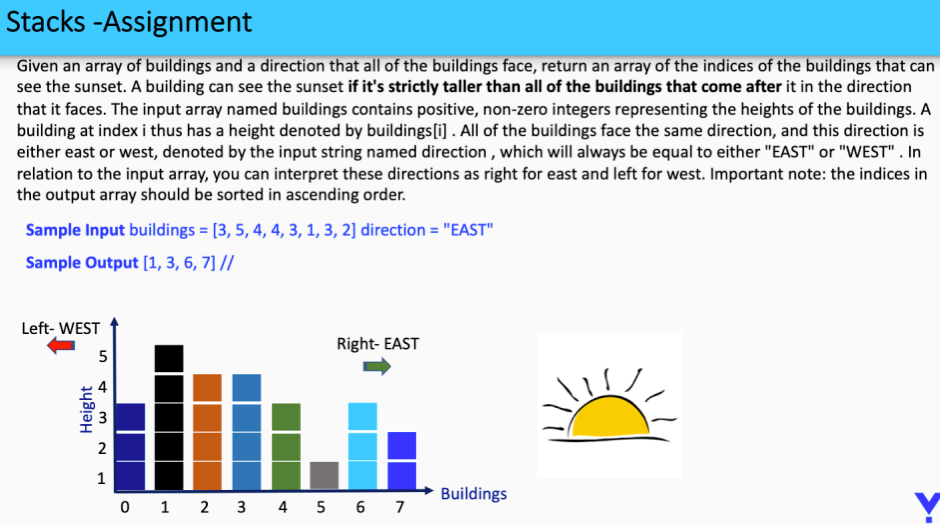 Stacks -Assignment
Given an array of buildings and a direction that all of the buildings face, return an array of the indices of the buildings that can
see the sunset. A building can see the sunset if it's strictly taller than all of the buildings that come after it in the direction
that it faces. The input array named buildings contains positive, non-zero integers representing the heights of the buildings. A
building at index i thus has a height denoted by buildings[i] . All of the buildings face the same direction, and this direction is
either east or west, denoted by the input string named direction , which will always be equal to either "EAST" or "WEST" . In
relation to the input array, you can interpret these directions as right for east and left for west. Important note: the indices in
the output array should be sorted in ascending order.
Sample Input buildings = [3, 5, 4, 4, 3, 1, 3, 2] direction = "EAST"
Sample Output [1, 3, 6, 7] //
Left- WEST
Right- EAST
5
4
3
2
1
Height
Buildings
0 1 2 3 4 5 6 7